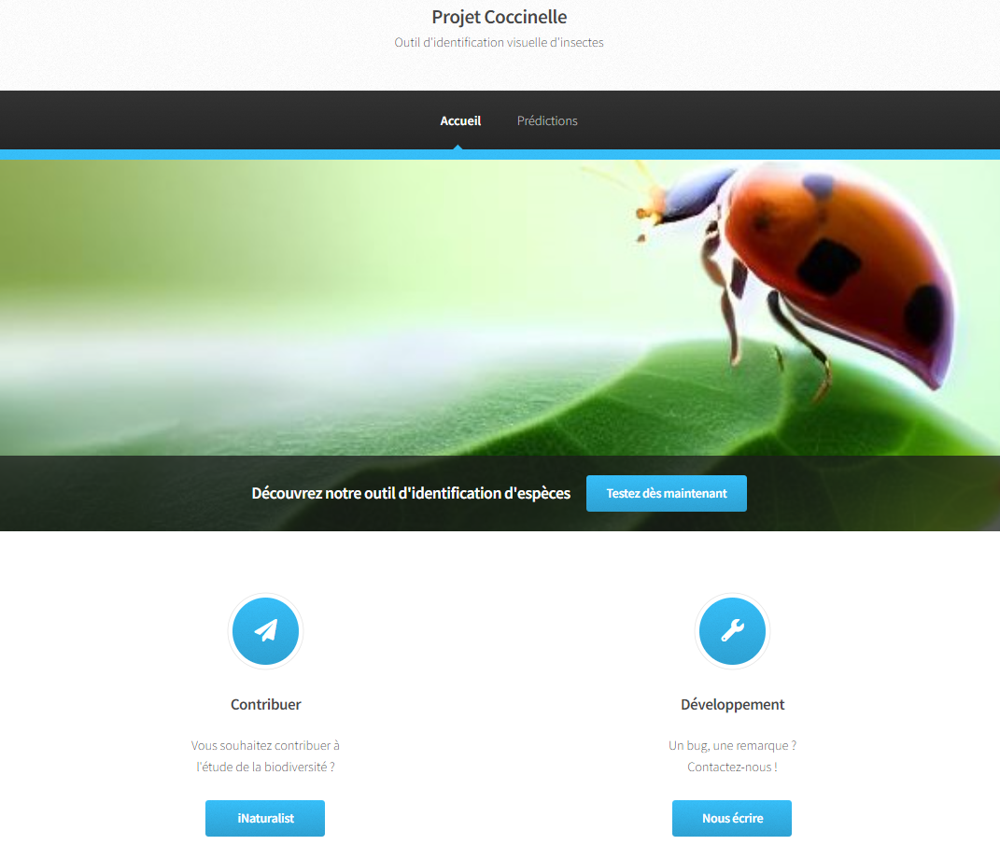 Projet Coccinelle
Outil d'identification visuelle d'insectes
Accueil
Prédictions
Découvrez notre outil d'identification d'espèces
Testez dès maintenant
Contribuer
Vous souhaitez contribuer à
l'étude de la biodiversité ?
iNaturalist
Développement
Un bug, une remarque ?
Contactez-nous !
Nous écrire